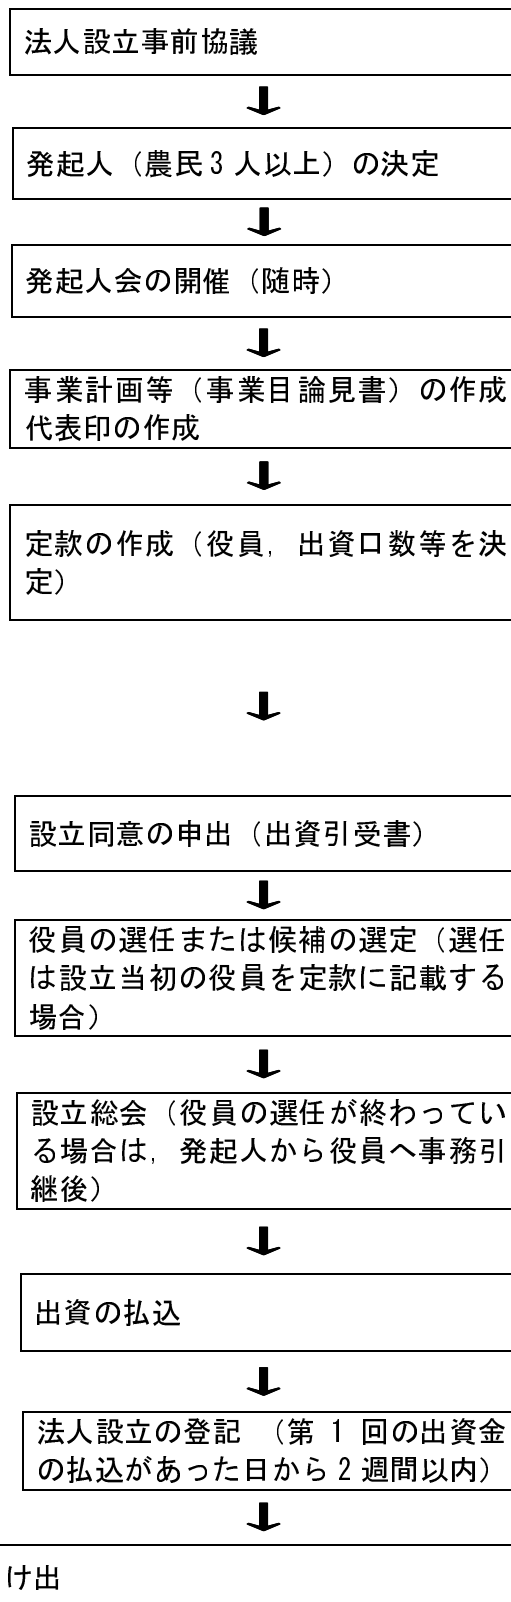 法人設立事前協議
発起人（農民３人以上）の決定
発起人会の開催（随時）
事業計画等（事業目論見書）の作成
代表印の作成
定款の作成（役員，出資口数等を決
定）
設立同意の申出（出資引受書）
役員の選任または候補の選定（選任
は設立当初の役員を定款に記載する
場合）
設立総会（役員の選任が終わってい
る場合は，発起人から役員へ事務引
継後）
出資の払込
法人設立の登記　（第　１　回の出資金
の払込があった日から２週間以内）
け出